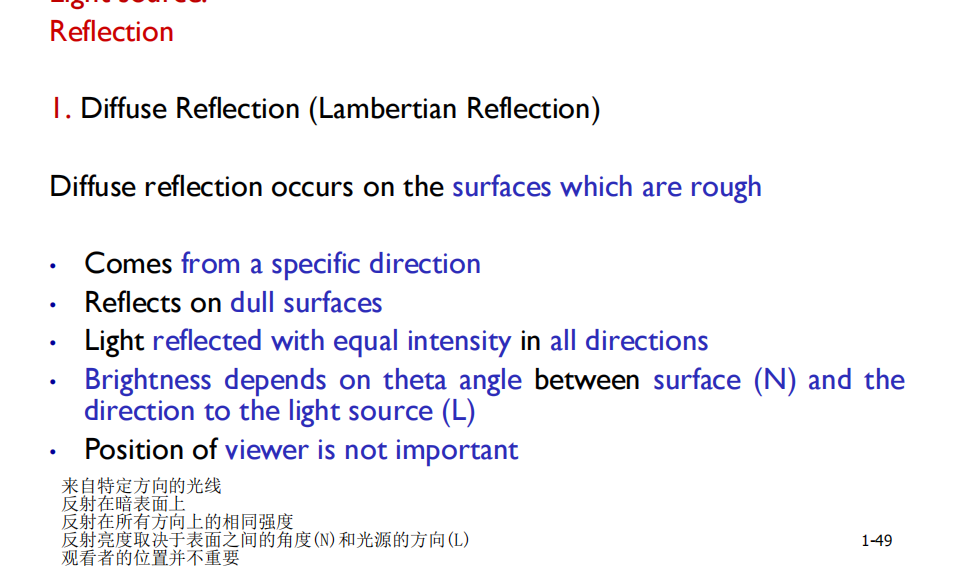 Light source:
Reflection
1. Diffuse Reflection (Lambertian Reflection)
Diffuse reflection occurs on the surfaces which are rough
• Comes from a specific direction
• Reflects on dull surfaces
• Light reflected with equal intensity in all directions
• Brightness depends on theta angle between surface (N) and the
direction to the light source (L)
• Position of viewer is not important
来自特定方向的光线
反射在暗表面上
反射在所有方向上的相同强度
反射亮度取决于表面之间的角度(N)和光源的方向(L)
观看者的位置并不重要
1-49